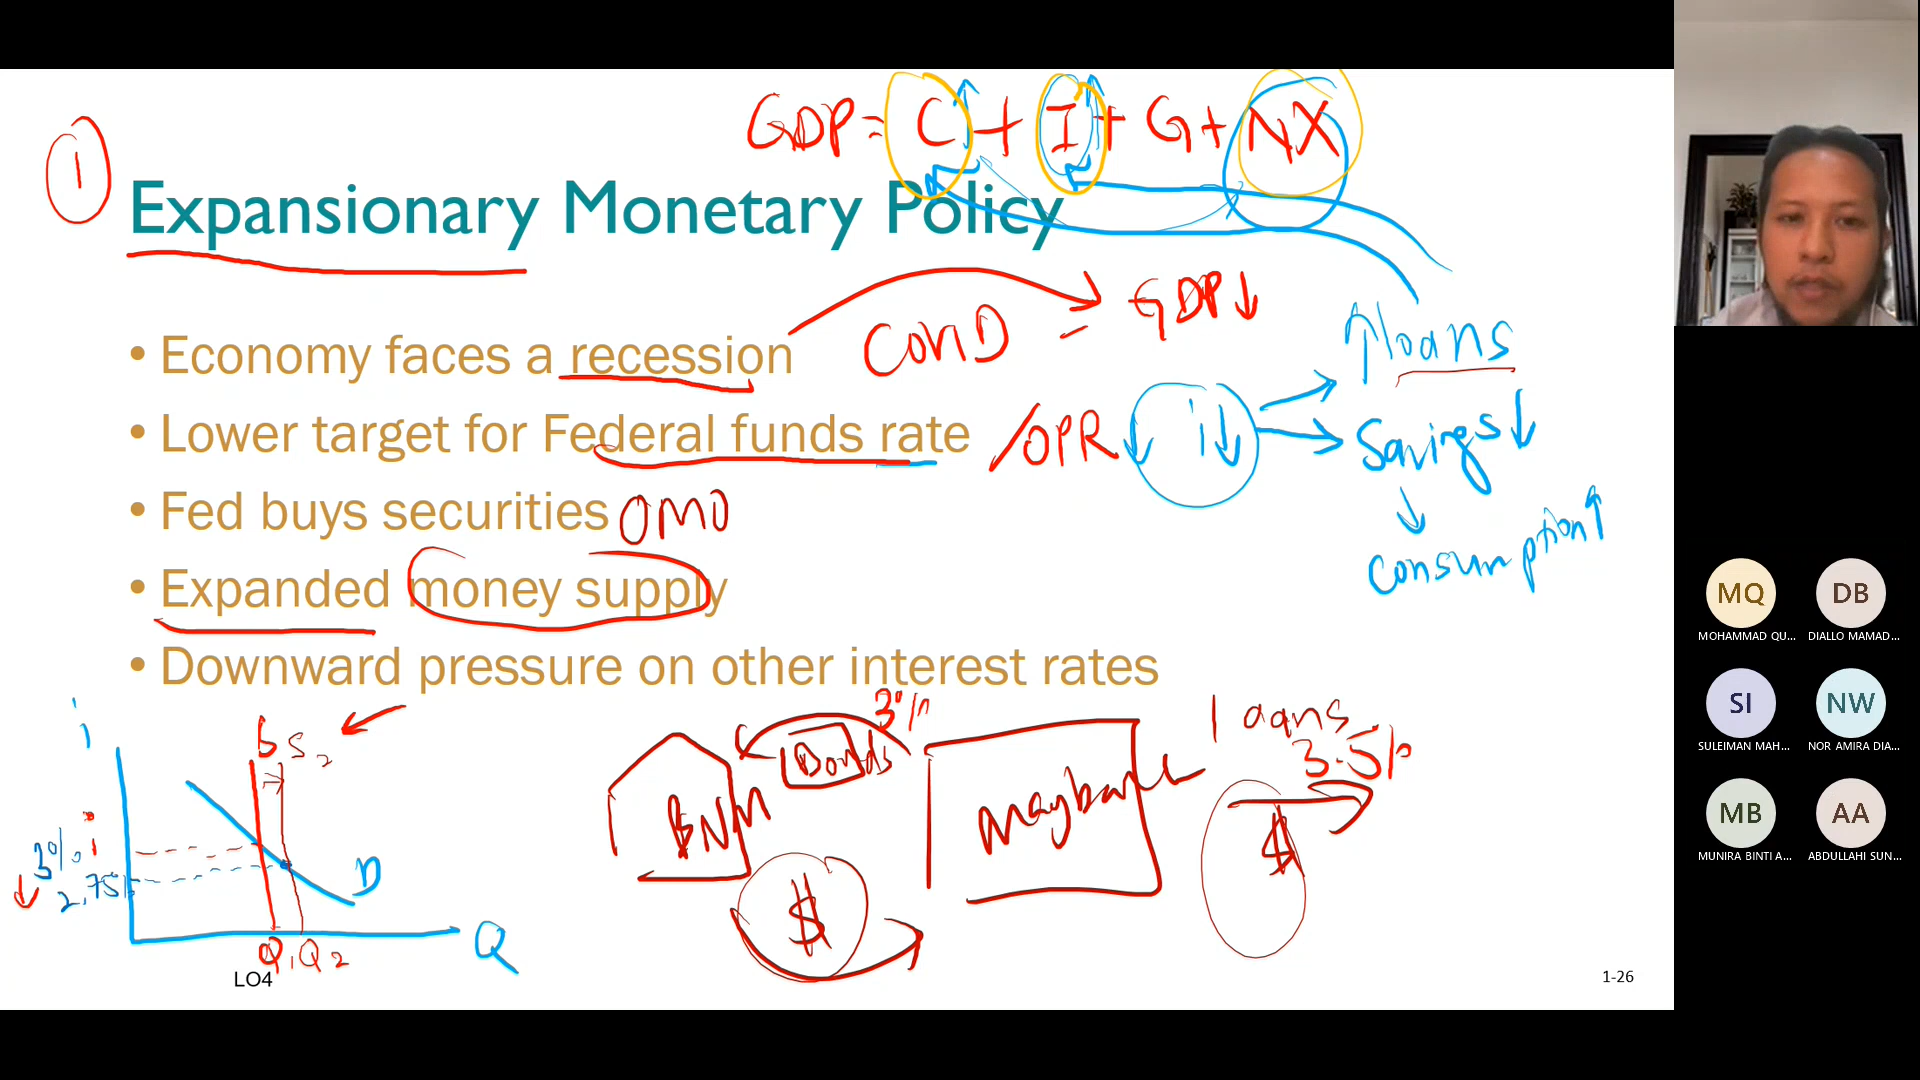 GDP = C↑ + I↑ + G + NX
1
Expansionary Monetary Policy
• Economy faces a recession
COVID = GDP↓
↑loans
• Lower target for Federal funds rate /OPR↓ i↓
Savings↓
• Fed buys securities OMO
Consumption↑
• Expanded money supply
• Downward pressure on other interest rates
i
S S2
Bonds 3%
loans
3.5%
BNM
Maybank
$
$
i
3%
2.75%
D
Q1 Q2
Q
LO4
1-26
MQ
MOHAMMAD QU...
DB
DIALLO MAMAD...
SI
SULEIMAN MAH...
NW
NOR AMIRA DIA...
MB
MUNIRA BINTI A...
AA
ABDULLAHI SUN...